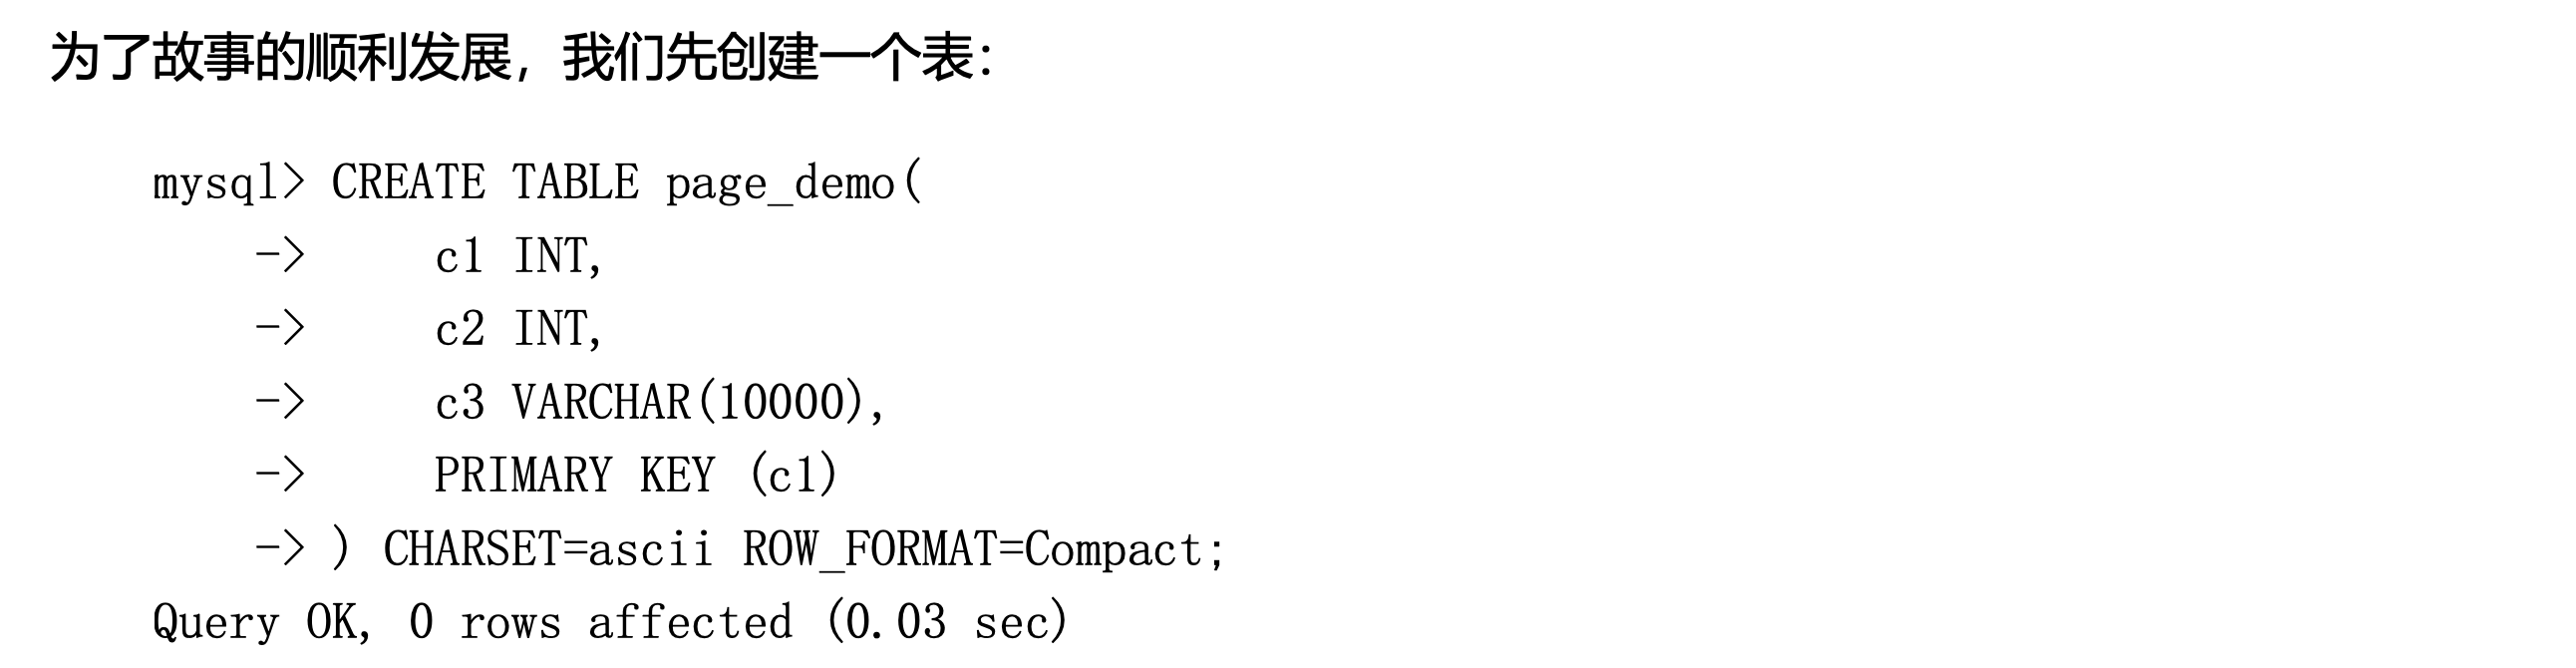 为了故事的顺利发展，我们先创建一个表：
mysql> CREATE TABLE page_demo(
    ->     c1 INT,
    ->     c2 INT,
    ->     c3 VARCHAR(10000),
    ->     PRIMARY KEY (c1)
    -> ) CHARSET=ascii ROW_FORMAT=Compact;
Query OK, 0 rows affected (0.03 sec)